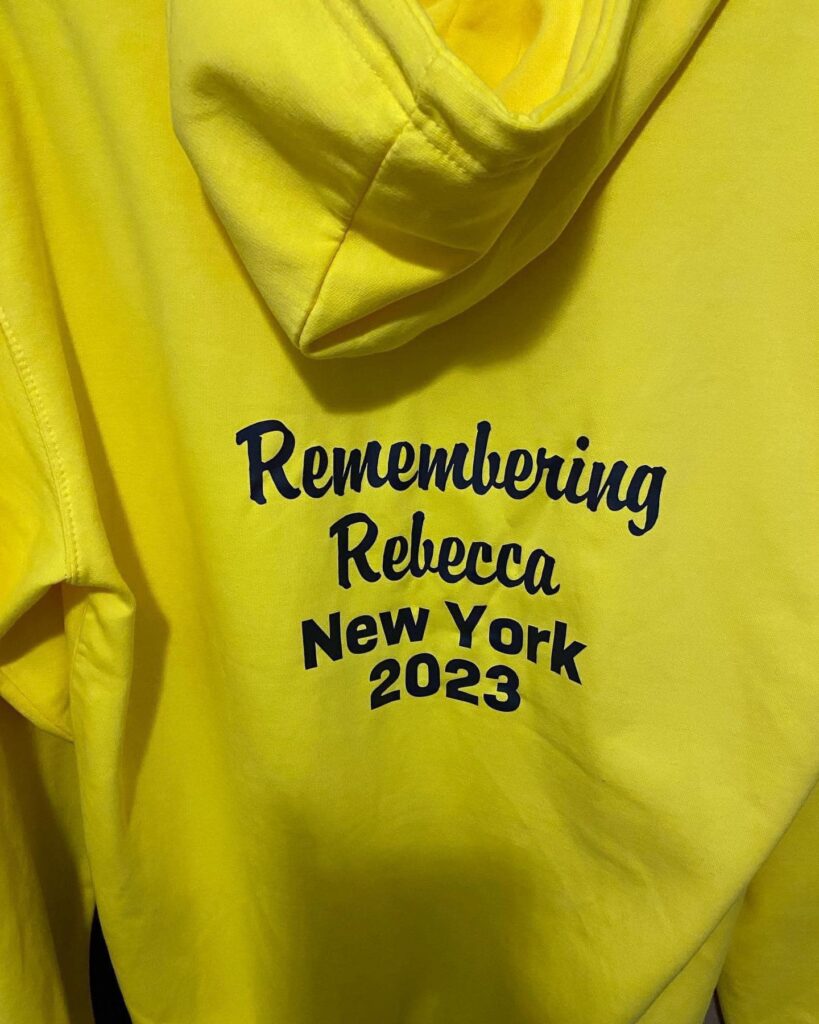 Remembering
Rebecca
New York
2023